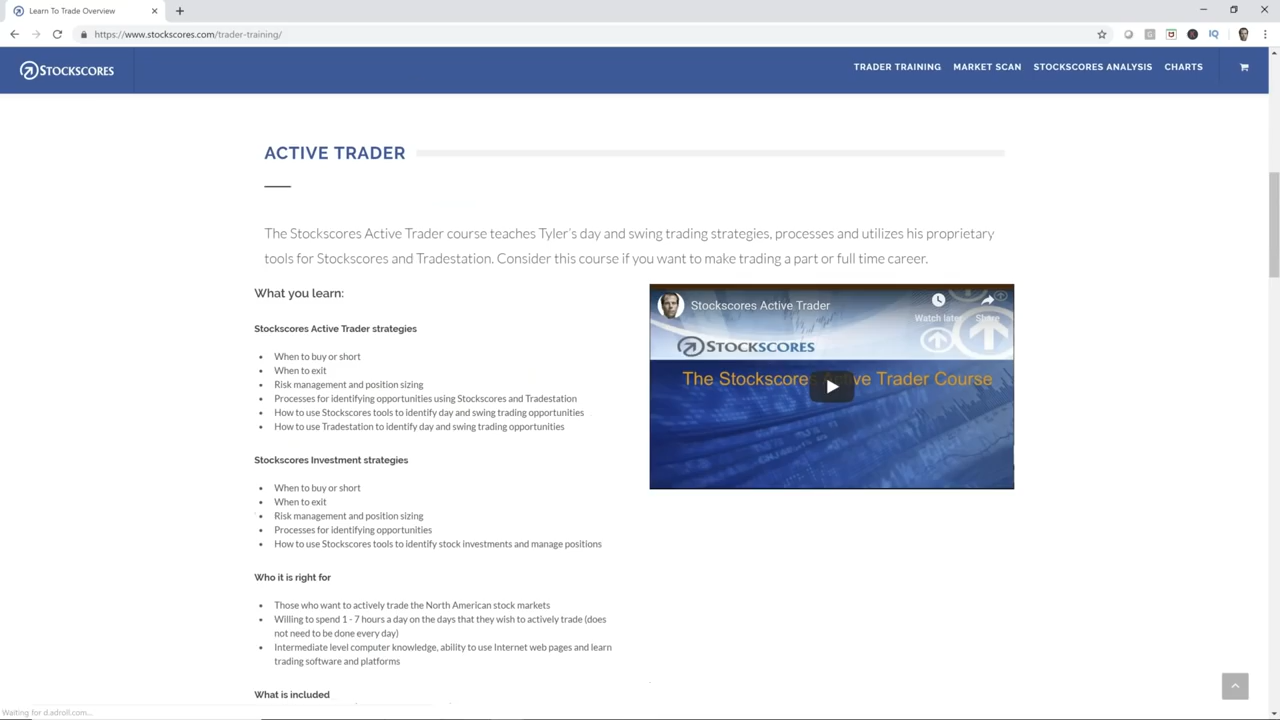 Learn To Trade Overview
https://www.stockscores.com/trader-training/
STOCKSCORES
TRADER TRAINING MARKET SCAN STOCKSCORES ANALYSIS CHARTS
ACTIVE TRADER
The Stockscores Active Trader course teaches Tyler's day and swing trading strategies, processes and utilizes his proprietary
tools for Stockscores and Tradestation. Consider this course if you want to make trading a part or full time career.
What you learn:
Stockscores Active Trader strategies
When to buy or short
When to exit
Risk management and position sizing
Processes for identifying opportunities using Stockscores and Tradestation
How to use Stockscores tools to identify day and swing trading opportunities
How to use Tradestation to identify day and swing trading opportunities
Stockscores Investment strategies
When to buy or short
When to exit
Risk management and position sizing
Processes for identifying opportunities
How to use Stockscores tools to identify stock investments and manage positions
Who it is right for
Those who want to actively trade the North American stock markets
Willing to spend 1 - 7 hours a day on the days that they wish to actively trade (does
not need to be done every day)
Intermediate level computer knowledge, ability to use Internet web pages and learn
trading software and platforms
What is included
Stockscores Active Trader
Watch later Share
STOCKSCORES
The Stockscores Active Trader Course
Waiting for d.adroll.com...